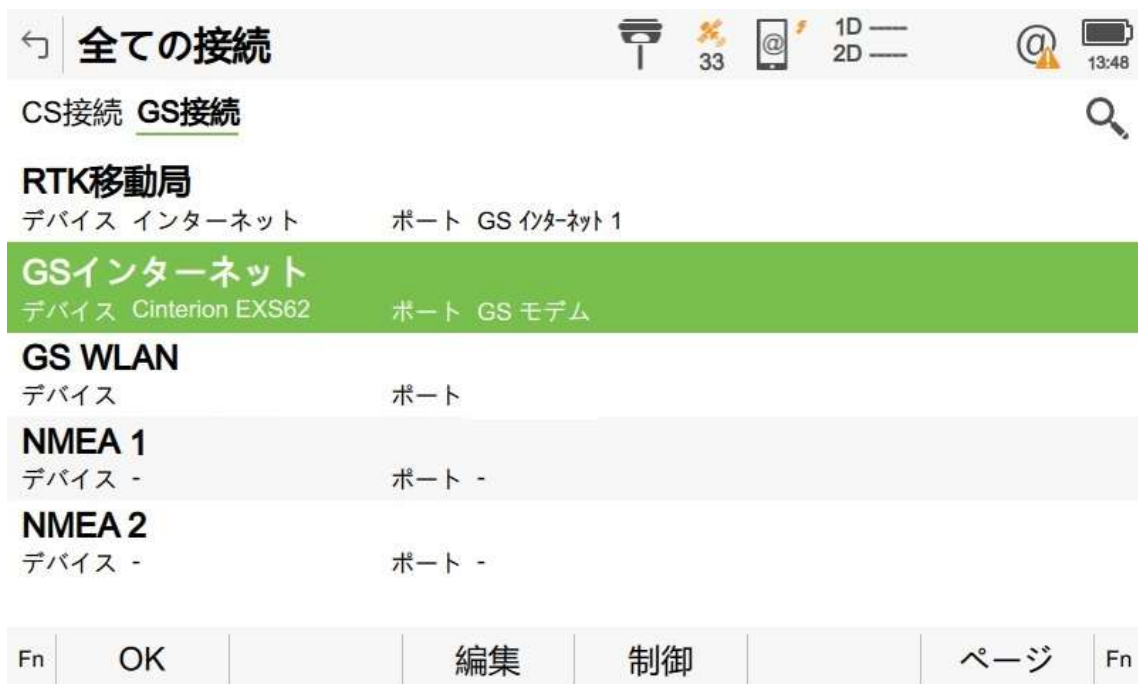 全ての接続
33
@
1D -----
2D -----
@
13:48
CS接続 GS接続
RTK移動局
デバイス インターネット ポート GS ｲﾝﾀｰﾈｯﾄ 1
GSインターネット
デバイス Cinterion EXS62 ポート GS モデム
GS WLAN
デバイス ポート
NMEA 1
デバイス - ポート -
NMEA 2
デバイス - ポート -
Fn OK 編集 制御 ページ Fn